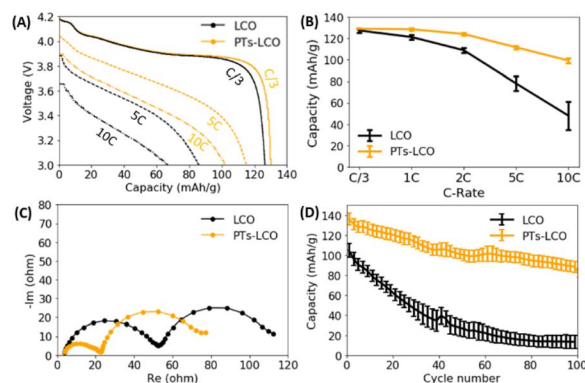 (A)
LCO
PTs-LCO
C/3
C/3
5C
5C
10C
10C
Voltage (V)
4.2
4.0
3.8
3.6
3.4
3.2
3.0
0 20 40 60 80 100 120 140
Capacity (mAh/g)
(B)
LCO
PTs-LCO
Capacity (mAh/g)
140
120
100
80
60
40
20
0
C/3 1C 2C 5C 10C
C-Rate
(C)
LCO
PTs-LCO
-Im (ohm)
80
70
60
50
40
30
20
10
0
0 20 40 60 80 100 120
Re (ohm)
(D)
LCO
PTs-LCO
Capacity (mAh/g)
200
160
120
80
40
0
0 20 40 60 80 100
Cycle number